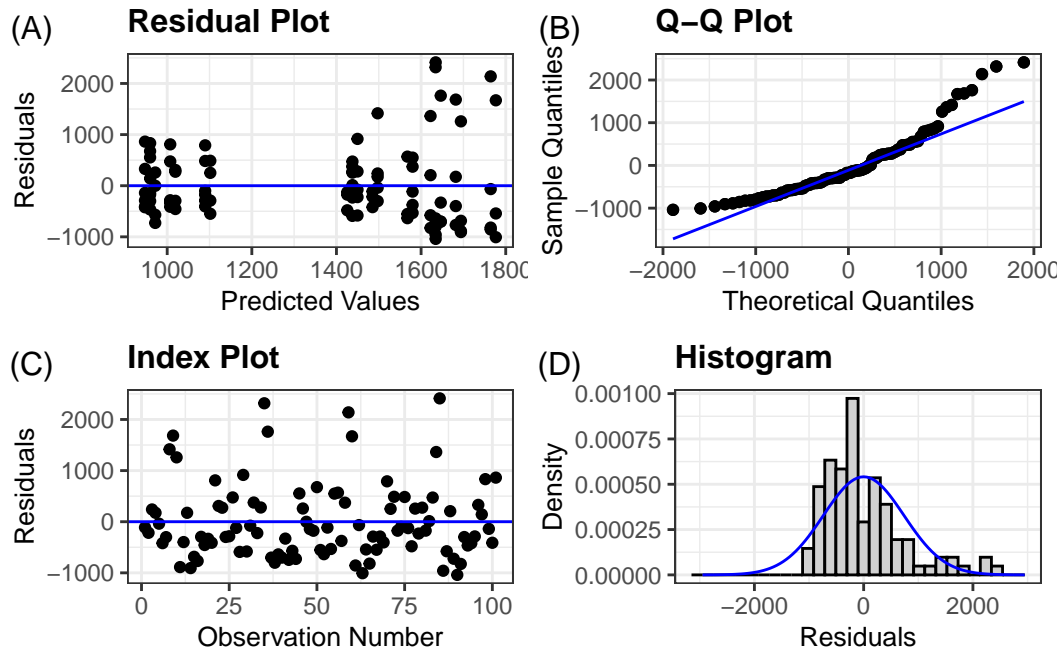 (A) Residual Plot
Residuals
2000
1000
0
−1000
1000 1200 1400 1600 1800
Predicted Values
(B) Q−Q Plot
Sample Quantiles
2000
1000
0
−1000
−2000 −1000 0 1000 2000
Theoretical Quantiles
(C) Index Plot
Residuals
2000
1000
0
−1000
0 25 50 75 100
Observation Number
(D) Histogram
Density
0.00100
0.00075
0.00050
0.00025
0.00000
−2000 0 2000
Residuals